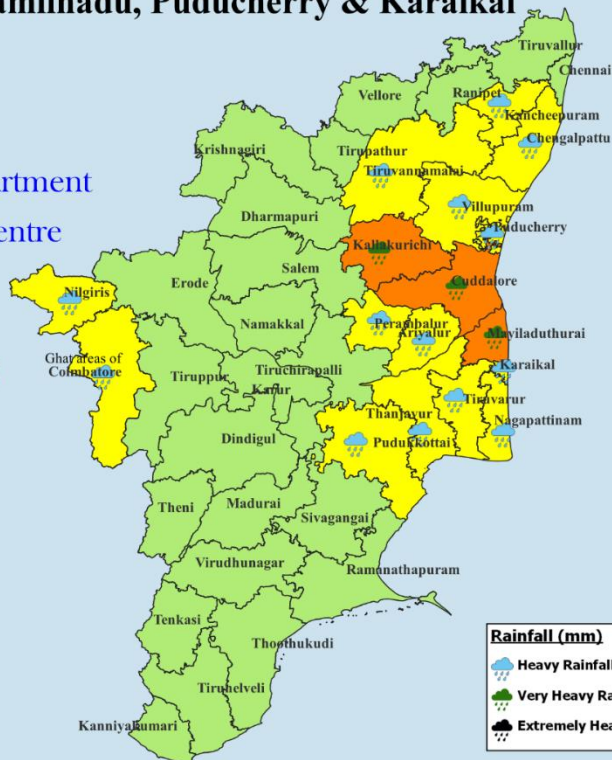 amilnadu, Puducherry & Karaikal
Tiruvallur
Chennai
Vellore
Ranipet
Kancheepuram
Chengalpattu
Krishnagiri
Tirupathur
Tiruvannamalai
artment
entre
Dharmapuri
Villupuram
Puducherry
Kallakurichi
Salem
Cuddalore
Erode
Nilgiris
Namakkal
Perambalur
Ariyalur
Mayiladuthurai
Ghat areas of
Coimbatore
Tiruppur
Tiruchirapalli
Karur
Karaikal
Tiruvarur
Thanjavur
Nagapattinam
Dindigul
Pudukkottai
Theni
Madurai
Sivagangai
Virudhunagar
Ramanathapuram
Tenkasi
Thoothukudi
Tirunelveli
Kanniyakumari
Rainfall (mm)
Heavy Rainfall
Very Heavy Ra
Extremely Hea